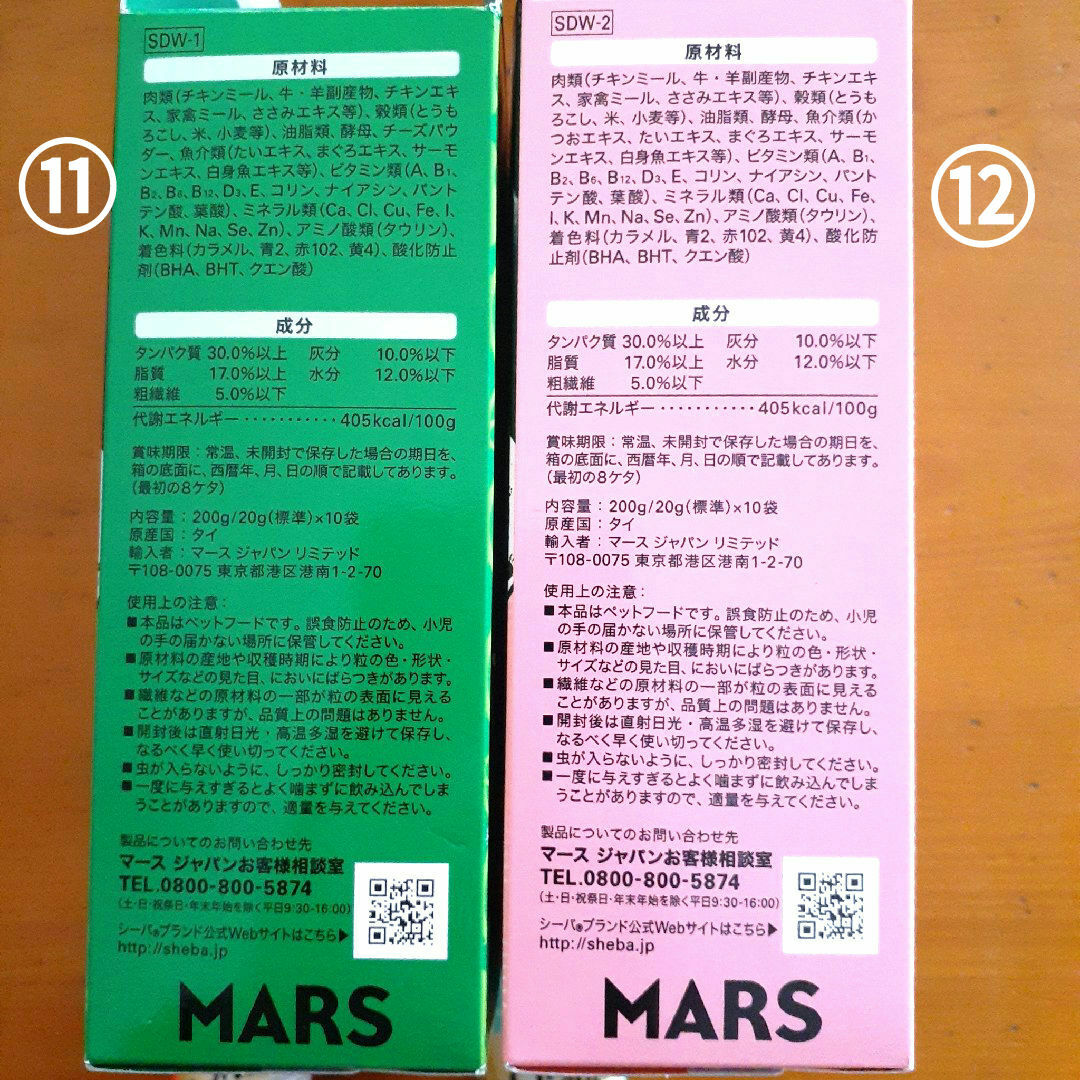 SDW-1
原材料
肉類(チキンミール、牛・羊副産物、チキンエキ
ス、家禽ミール、ささみエキス等)、穀類(とうも
ろこし、米、小麦等)、油脂類、酵母、チーズパウ
ダー、魚介類(たいエキス、まぐろエキス、サーモ
ンエキス、白身魚エキス等)、ビタミン類(A、B₁、
B₂、B₆、B₁₂、D₃、E、コリン、ナイアシン、パント
テン酸、葉酸)、ミネラル類(Ca、Cl、Cu、Fe、I、
K、Mn、Na、Se、Zn)、アミノ酸類(タウリン)、
着色料(カラメル、青2、赤102、黄4)、酸化防止
剤(BHA、BHT、クエン酸)
成分
タンパク質 30.0%以上 灰分 10.0%以下
脂質 17.0%以上 水分 12.0%以下
粗繊維 5.0%以下
代謝エネルギー・・・・・・・・・・・405kcal/100g
賞味期限：常温、未開封で保存した場合の期日を、
箱の底面に、西暦年、月、日の順で記載してあります。
(最初の8ケタ)
内容量：200g/20g(標準)×10袋
原産国：タイ
輸入者：マース ジャパン リミテッド
〒108-0075 東京都港区港南1-2-70
使用上の注意：
■本品はペットフードです。誤食防止のため、小児
の手の届かない場所に保管してください。
■原材料の産地や収穫時期により粒の色・形状・
サイズなどの見た目、においにばらつきがあります。
■繊維などの原材料の一部が粒の表面に見える
ことがありますが、品質上の問題はありません。
■開封後は直射日光・高温多湿を避けて保存し、
なるべく早く使い切ってください。
■虫が入らないように、しっかり密封してください。
■一度に与えすぎるとよく噛まずに飲み込んでしま
うことがありますので、適量を与えてください。
製品についてのお問い合わせ先
マース ジャパンお客様相談室
TEL.0800-800-5874
(土・日・祝祭日・年末年始を除く平日9:30-16:00)
シーバ®ブランド公式Webサイトはこちら▶
http://sheba.jp
MARS
⑪
SDW-2
原材料
肉類(チキンミール、牛・羊副産物、チキンエキ
ス、家禽ミール、ささみエキス等)、穀類(とうも
ろこし、米、小麦等)、油脂類、酵母、魚介類(か
つおエキス、たいエキス、まぐろエキス、サーモ
ンエキス、白身魚エキス等)、ビタミン類(A、B₁、
B₂、B₆、B₁₂、D₃、E、コリン、ナイアシン、パント
テン酸、葉酸)、ミネラル類(Ca、Cl、Cu、Fe、
I、K、Mn、Na、Se、Zn)、アミノ酸類(タウリン)、
着色料(カラメル、青2、赤102、黄4)、酸化防
止剤(BHA、BHT、クエン酸)
成分
タンパク質 30.0%以上 灰分 10.0%以下
脂質 17.0%以上 水分 12.0%以下
粗繊維 5.0%以下
代謝エネルギー・・・・・・・・・・・405kcal/100g
賞味期限：常温、未開封で保存した場合の期日を、
箱の底面に、西暦年、月、日の順で記載してあります。
(最初の8ケタ)
内容量：200g/20g(標準)×10袋
原産国：タイ
輸入者：マース ジャパン リミテッド
〒108-0075 東京都港区港南1-2-70
使用上の注意：
■本品はペットフードです。誤食防止のため、小児
の手の届かない場所に保管してください。
■原材料の産地や収穫時期により粒の色・形状・
サイズなどの見た目、においにばらつきがあります。
■繊維などの原材料の一部が粒の表面に見える
ことがありますが、品質上の問題はありません。
■開封後は直射日光・高温多湿を避けて保存し、
なるべく早く使い切ってください。
■虫が入らないように、しっかり密封してください。
■一度に与えすぎるとよく噛まずに飲み込んでしま
うことがありますので、適量を与えてください。
製品についてのお問い合わせ先
マース ジャパンお客様相談室
TEL.0800-800-5874
(土・日・祝祭日・年末年始を除く平日9:30-16:00)
シーバ®ブランド公式Webサイトはこちら▶
http://sheba.jp
MARS
⑫